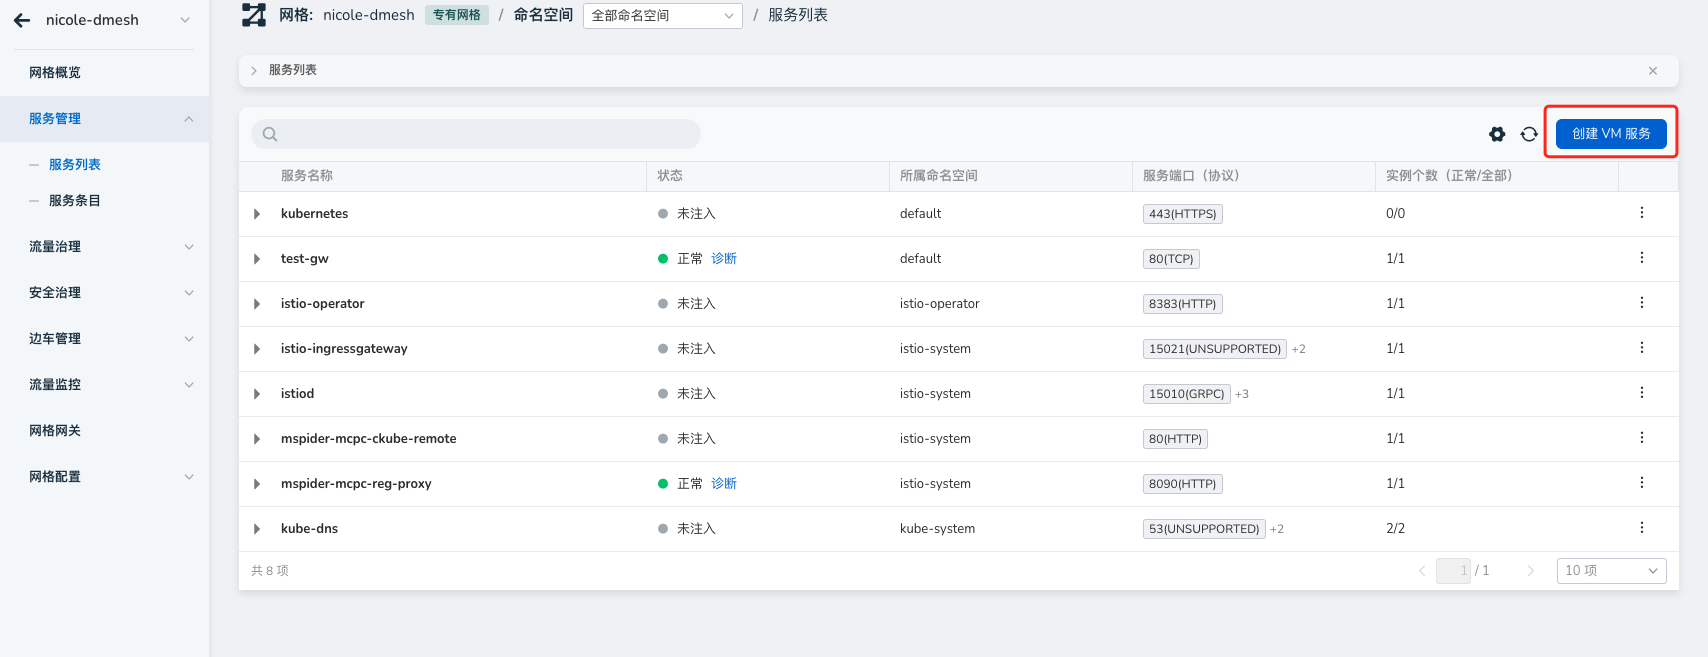 nicole-dmesh
网格: nicole-dmesh 专有网格 / 命名空间 全部命名空间 / 服务列表
网格概览
服务管理
服务列表
服务条目
流量治理
安全治理
边车管理
流量监控
网格网关
网格配置
服务列表
创建 VM 服务
服务名称 状态 所属命名空间 服务端口（协议） 实例个数（正常/全部）
kubernetes 未注入 default 443(HTTPS) 0/0
test-gw 正常 诊断 default 80(TCP) 1/1
istio-operator 未注入 istio-operator 8383(HTTP) 1/1
istio-ingressgateway 未注入 istio-system 15021(UNSUPPORTED) +2 1/1
istiod 未注入 istio-system 15010(GRPC) +3 1/1
mspider-mcpc-ckube-remote 未注入 istio-system 80(HTTP) 1/1
mspider-mcpc-reg-proxy 正常 诊断 istio-system 8090(HTTP) 1/1
kube-dns 未注入 kube-system 53(UNSUPPORTED) +2 2/2
共 8 项 1 / 1 10 项